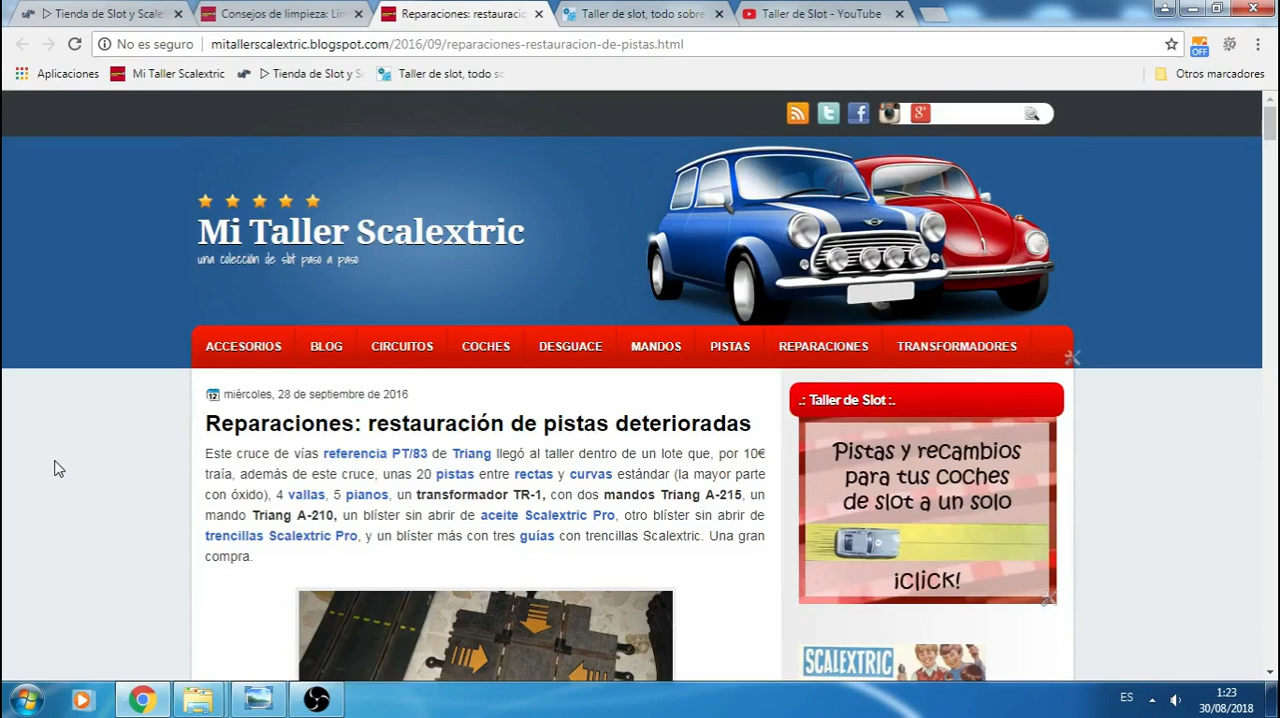 ▷ Tienda de Slot y Scale
Consejos de limpieza: Lim
Reparaciones: restauració
Taller de slot, todo sobre
Taller de Slot - YouTube
No es seguro
mitallerscalextric.blogspot.com/2016/09/reparaciones-restauracion-de-pistas.html
OFF
Aplicaciones
Mi Taller Scalextric
▷ Tienda de Slot y S
Taller de slot, todo so
Otros marcadores
Mi Taller Scalextric
una colección de slot paso a paso
ACCESORIOS
BLOG
CIRCUITOS
COCHES
DESGUACE
MANDOS
PISTAS
REPARACIONES
TRANSFORMADORES
12 miércoles, 28 de septiembre de 2016
Reparaciones: restauración de pistas deterioradas
Este cruce de vías referencia PT/83 de Triang llegó al taller dentro de un lote que, por 10€
traía, además de este cruce, unas 20 pistas entre rectas y curvas estándar (la mayor parte
con óxido), 4 vallas, 5 pianos, un transformador TR-1, con dos mandos Triang A-215, un
mando Triang A-210, un blíster sin abrir de aceite Scalextric Pro, otro blíster sin abrir de
trencillas Scalextric Pro, y un blíster más con tres guías con trencillas Scalextric. Una gran
compra.
.: Taller de Slot :.
Pistas y recambios
para tus coches
de slot a un solo
¡Click!
SCALEXTRIC
ES
1:23
30/08/2018